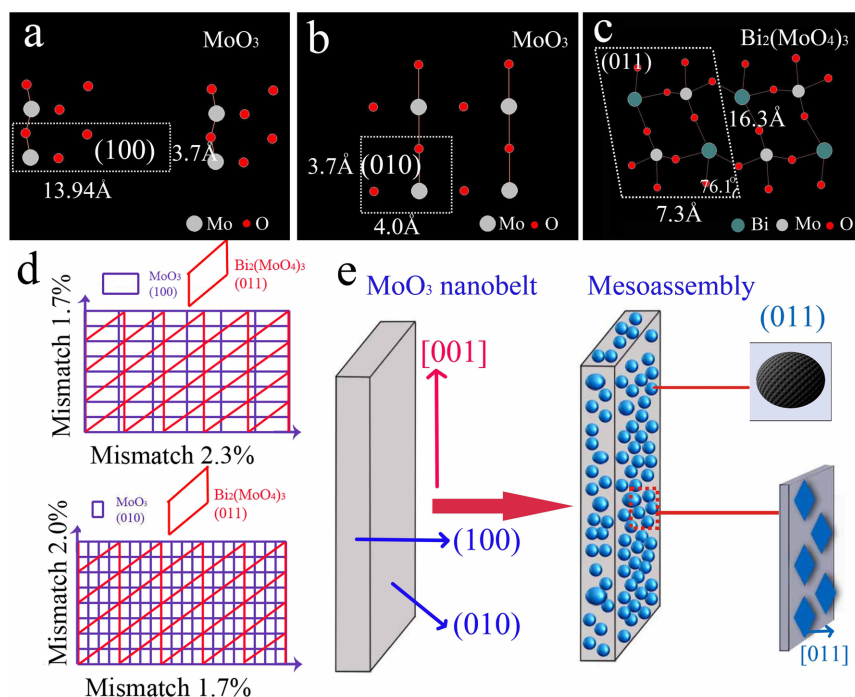 a
MoO₃
(100)
3.7Å
13.94Å
Mo O
b
MoO₃
3.7Å
(010)
4.0Å
Mo O
c
Bi₂(MoO₄)₃
(011)
16.3Å
76.1°
7.3Å
Bi Mo O
d
MoO₃
(100)
Bi₂(MoO₄)₃
(011)
Mismatch 1.7%
Mismatch 2.3%
MoO₃
(010)
Bi₂(MoO₄)₃
(011)
Mismatch 2.0%
Mismatch 1.7%
e
MoO₃ nanobelt
[001]
(100)
(010)
Mesoassembly
(011)
[011]